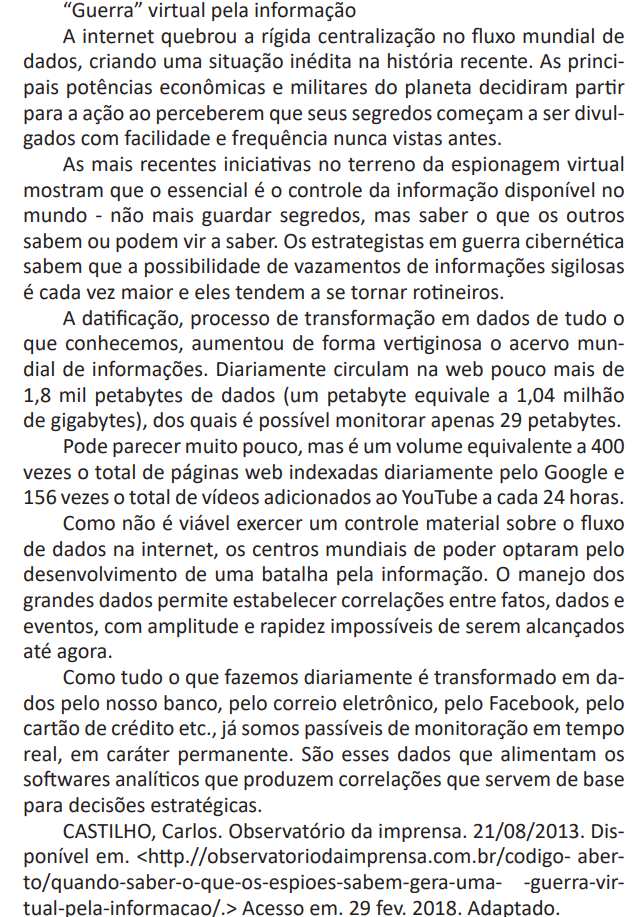 “Guerra” virtual pela informação
A internet quebrou a rígida centralização no fluxo mundial de
dados, criando uma situação inédita na história recente. As princi-
pais potências econômicas e militares do planeta decidiram partir
para a ação ao perceberem que seus segredos começam a ser divul-
gados com facilidade e frequência nunca vistas antes.
As mais recentes iniciativas no terreno da espionagem virtual
mostram que o essencial é o controle da informação disponível no
mundo - não mais guardar segredos, mas saber o que os outros
sabem ou podem vir a saber. Os estrategistas em guerra cibernética
sabem que a possibilidade de vazamentos de informações sigilosas
é cada vez maior e eles tendem a se tornar rotineiros.
A datificação, processo de transformação em dados de tudo o
que conhecemos, aumentou de forma vertiginosa o acervo mun-
dial de informações. Diariamente circulam na web pouco mais de
1,8 mil petabytes de dados (um petabyte equivale a 1,04 milhão
de gigabytes), dos quais é possível monitorar apenas 29 petabytes.
Pode parecer muito pouco, mas é um volume equivalente a 400
vezes o total de páginas web indexadas diariamente pelo Google e
156 vezes o total de vídeos adicionados ao YouTube a cada 24 horas.
Como não é viável exercer um controle material sobre o fluxo
de dados na internet, os centros mundiais de poder optaram pelo
desenvolvimento de uma batalha pela informação. O manejo dos
grandes dados permite estabelecer correlações entre fatos, dados e
eventos, com amplitude e rapidez impossíveis de serem alcançados
até agora.
Como tudo o que fazemos diariamente é transformado em da-
dos pelo nosso banco, pelo correio eletrônico, pelo Facebook, pelo
cartão de crédito etc., já somos passíveis de monitoração em tempo
real, em caráter permanente. São esses dados que alimentam os
softwares analíticos que produzem correlações que servem de base
para decisões estratégicas.
CASTILHO, Carlos. Observatório da imprensa. 21/08/2013. Dis-
ponível em. <http.//observatoriodaimprensa.com.br/codigo- aber-
to/quando-saber-o-que-os-espioes-sabem-gera-uma- -guerra-vir-
tual-pela-informacao/.> Acesso em. 29 fev. 2018. Adaptado.